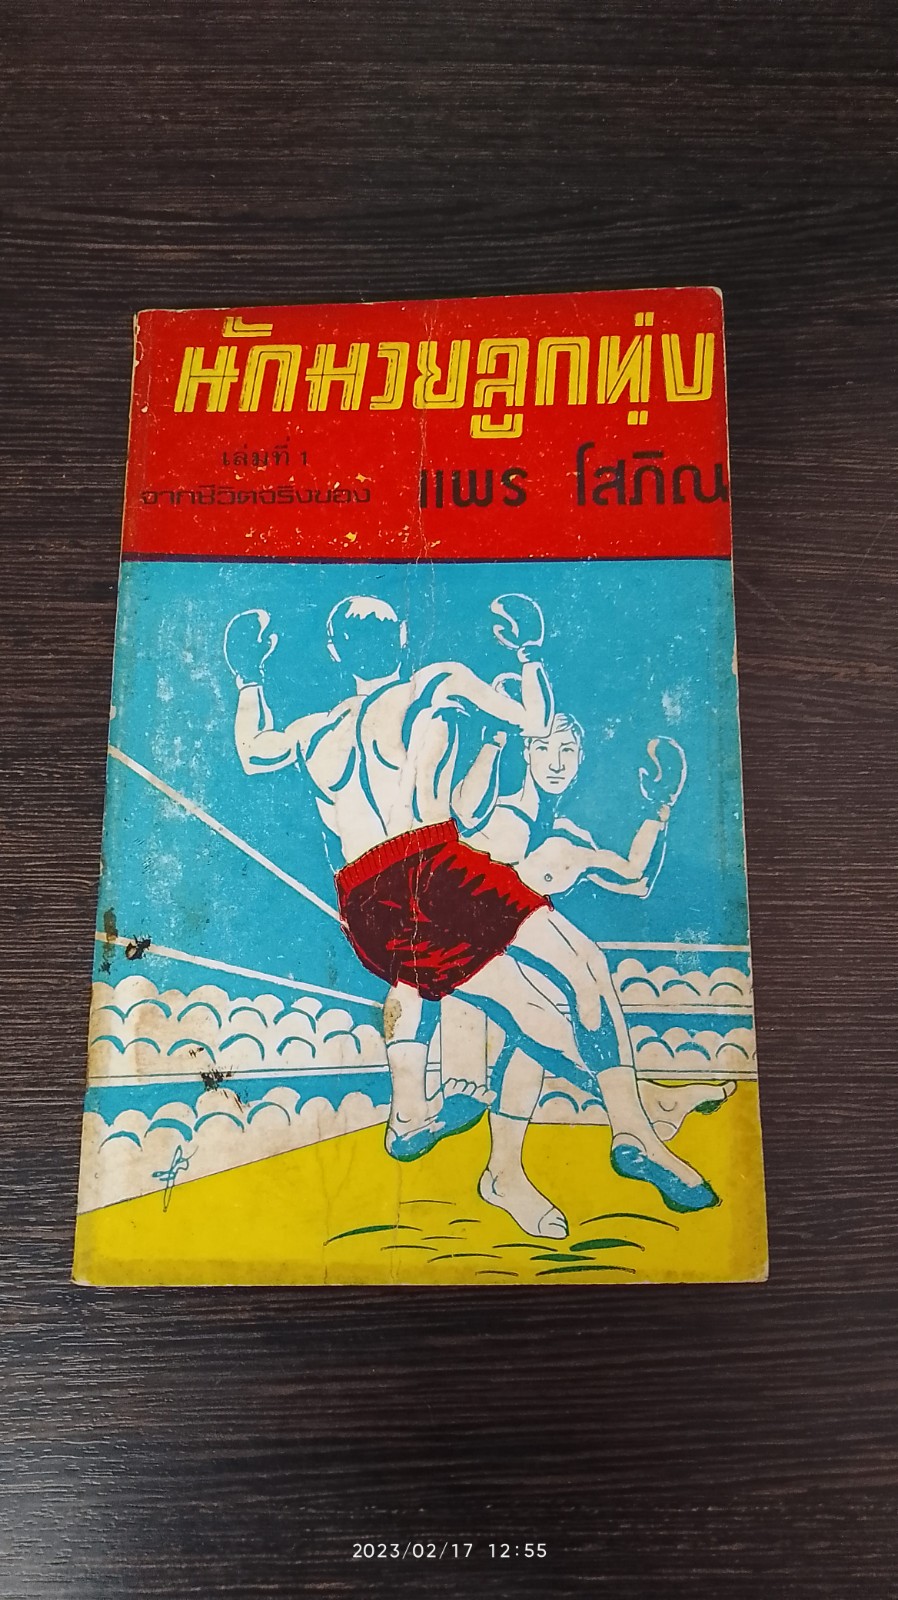 นักมวยลูกทุ่ง
เล่มที่ 1
จากชีวิตจริงของ แพร โสภิณ
2023/02/17 12:55